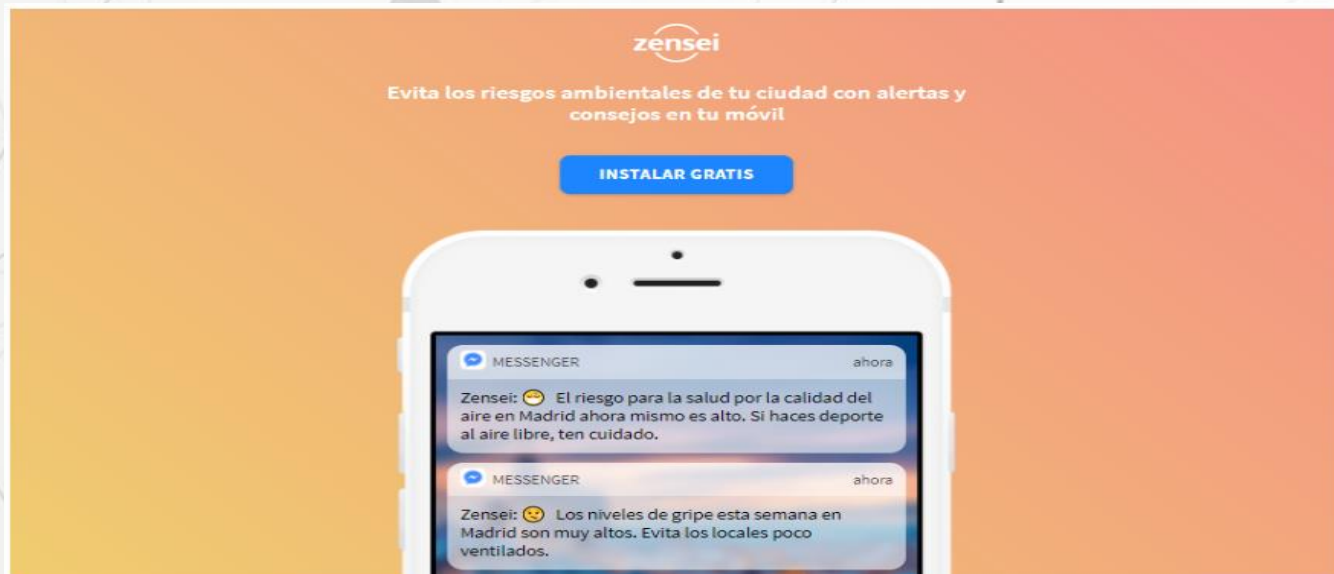 zensei
Evita los riesgos ambientales de tu ciudad con alertas y
consejos en tu móvil
INSTALAR GRATIS
MESSENGER ahora
Zensei: 😷 El riesgo para la salud por la calidad del
aire en Madrid ahora mismo es alto. Si haces deporte
al aire libre, ten cuidado.
MESSENGER ahora
Zensei: 🤒 Los niveles de gripe esta semana en
Madrid son muy altos. Evita los locales poco
ventilados.